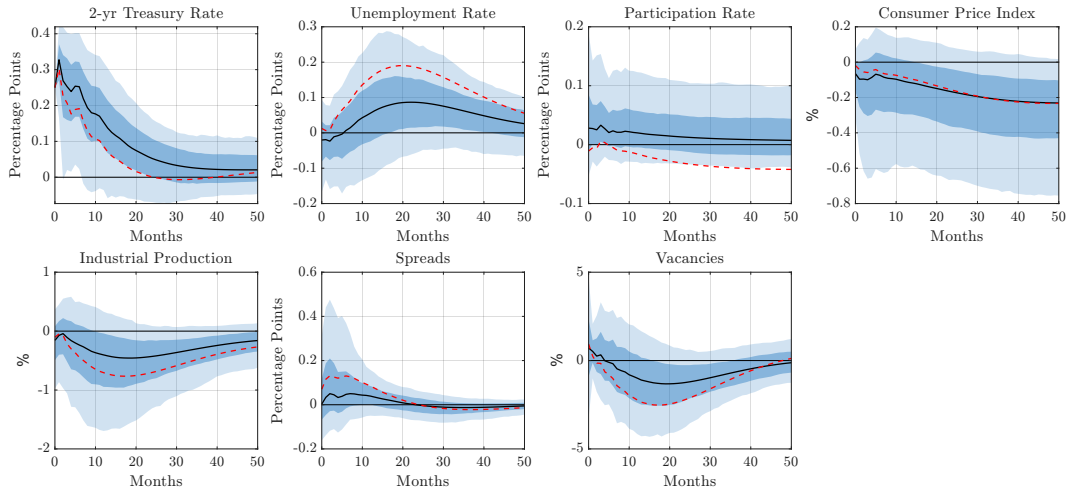 2-yr Treasury Rate
Percentage Points
0.4
0.3
0.2
0.1
0
0 10 20 30 40 50
Months
Unemployment Rate
Percentage Points
0.3
0.2
0.1
0
-0.1
-0.2
0 10 20 30 40 50
Months
Participation Rate
Percentage Points
0.2
0.1
0
-0.1
0 10 20 30 40 50
Months
Consumer Price Index
%
0.2
0
-0.2
-0.4
-0.6
-0.8
0 10 20 30 40 50
Months
Industrial Production
%
1
0
-1
-2
0 10 20 30 40 50
Months
Spreads
Percentage Points
0.6
0.4
0.2
0
-0.2
0 10 20 30 40 50
Months
Vacancies
%
5
0
-5
0 10 20 30 40 50
Months